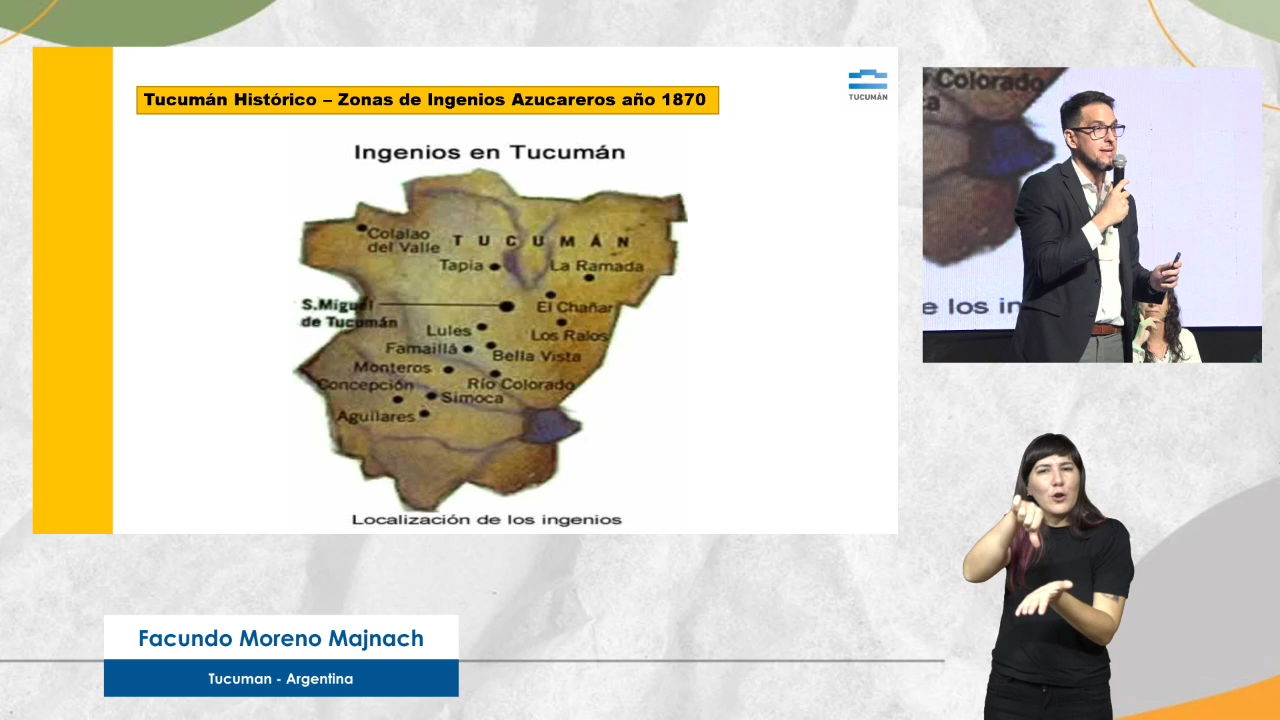 Tucumán Histórico – Zonas de Ingenios Azucareros año 1870
TUCUMÁN
Ingenios en Tucumán
Colalao
del Valle
TUCUMÁN
Tapia
La Ramada
S.Miguel
de Tucumán
El Chañar
Lules
Los Ralos
Famaillá
Bella Vista
Monteros
Concepción
Río Colorado
Simoca
Aguilares
Localización de los ingenios
Colorado
e los in
Facundo Moreno Majnach
Tucuman - Argentina